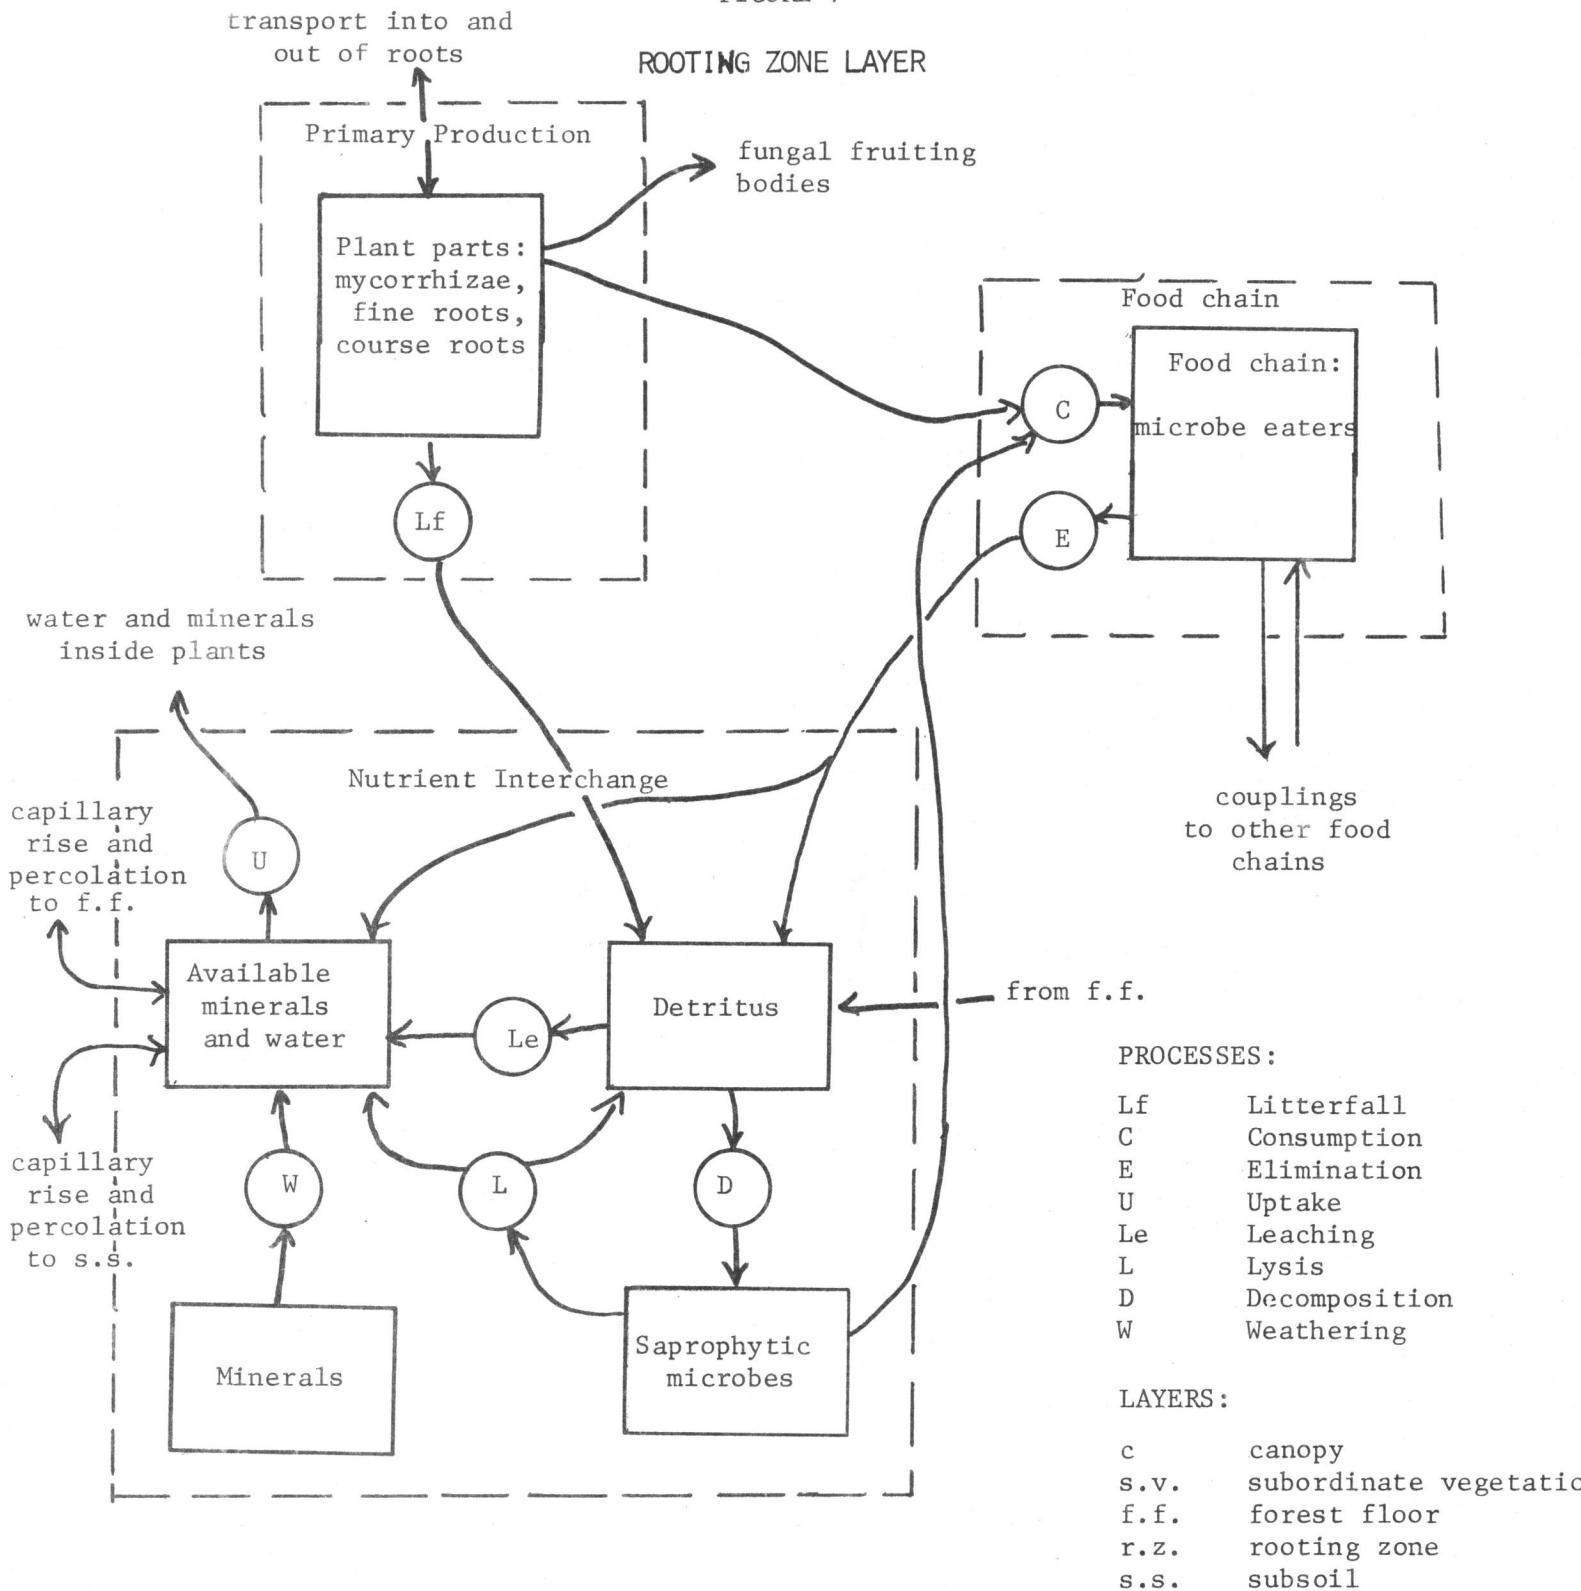 transport into and
out of roots
ROOTING ZONE LAYER
Primary Production
fungal fruiting
bodies
Plant parts:
mycorrhizae,
fine roots,
course roots
Lf
Food chain
Food chain:
microbe eaters
C
E
couplings
to other food
chains
water and minerals
inside plants
Nutrient Interchange
capillary
rise and
percolation
to f.f.
U
Available
minerals
and water
Le
Detritus
from f.f.
capillary
rise and
percolation
to s.s.
W
L
D
Minerals
Saprophytic
microbes
PROCESSES:
Lf Litterfall
C Consumption
E Elimination
U Uptake
Le Leaching
L Lysis
D Decomposition
W Weathering
LAYERS:
c canopy
s.v. subordinate
f.f. forest floor
r.z. rooting zone
s.s. subsoil